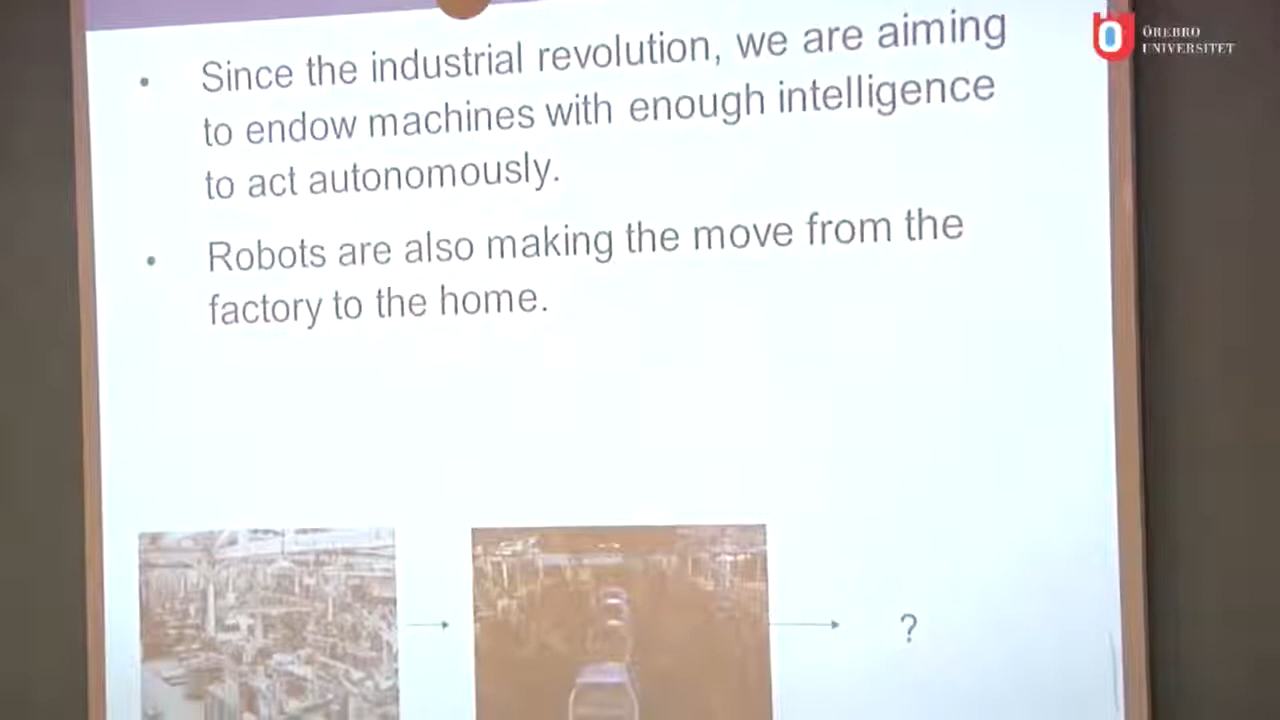 • Since the industrial revolution, we are aiming
to endow machines with enough intelligence
to act autonomously.
• Robots are also making the move from the
factory to the home.
?
ÖREBRO
UNIVERSITET